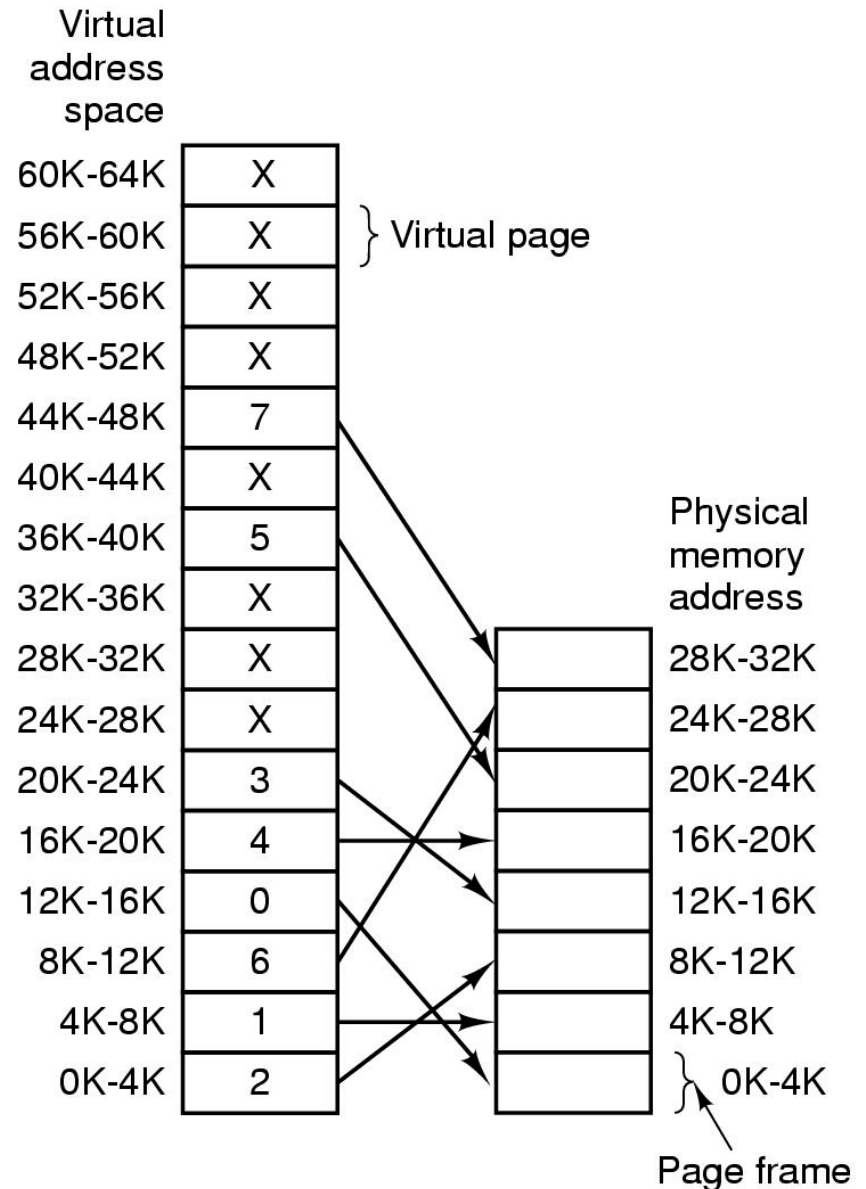 Virtual
address
space
60K-64K X
56K-60K X Virtual page
52K-56K X
48K-52K X
44K-48K 7
40K-44K X
36K-40K 5
32K-36K X
28K-32K X
24K-28K X
20K-24K 3
16K-20K 4
12K-16K 0
8K-12K 6
4K-8K 1
0K-4K 2
Physical
memory
address
28K-32K
24K-28K
20K-24K
16K-20K
12K-16K
8K-12K
4K-8K
0K-4K
Page frame